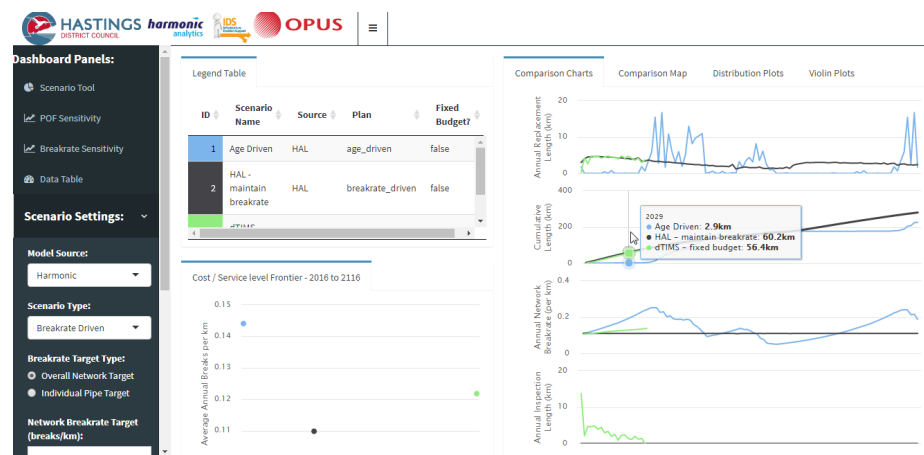 HASTINGS
DISTRICT COUNCIL
harmonic
analytics
IDS
OPUS
Dashboard Panels:
Scenario Tool
POF Sensitivity
Breakrate Sensitivity
Data Table
Scenario Settings:
Model Source:
Harmonic
Scenario Type:
Breakrate Driven
Breakrate Target Type:
Overall Network Target
Individual Pipe Target
Network Breakrate Target
(breaks/km):
Legend Table
ID Scenario Name Source Plan Fixed Budget?
1 Age Driven HAL age_driven false
2 HAL - maintain breakrate HAL breakrate_driven false
dTIMS
Cost / Service level Frontier - 2016 to 2116
Average Annual Breaks per km
0.15
0.14
0.13
0.12
0.11
Comparison Charts
Comparison Map
Distribution Plots
Violin Plots
Annual Replacement
Length (km)
20
10
0
Cumulative
Length (km)
400
200
0
2029
Age Driven: 2.9km
HAL - maintain breakrate: 60.2km
dTIMS - fixed budget: 56.4km
Annual Network
Breakrate (per km)
0.4
0.2
0
Annual Inspection
Length (km)
20
10
0